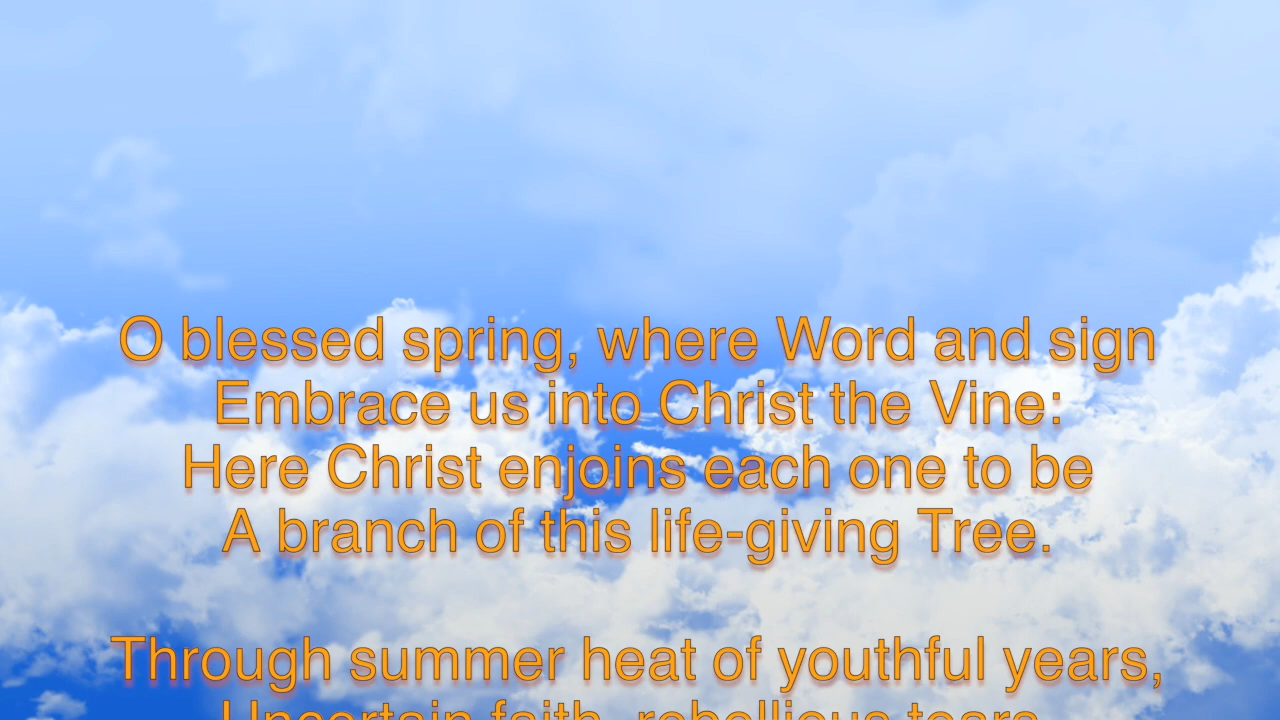 O blessed spring, where Word and sign
Embrace us into Christ the Vine:
Here Christ enjoins each one to be
A branch of this life-giving Tree.
Through summer heat of youthful years,
Uncertain faith, rebellious tears